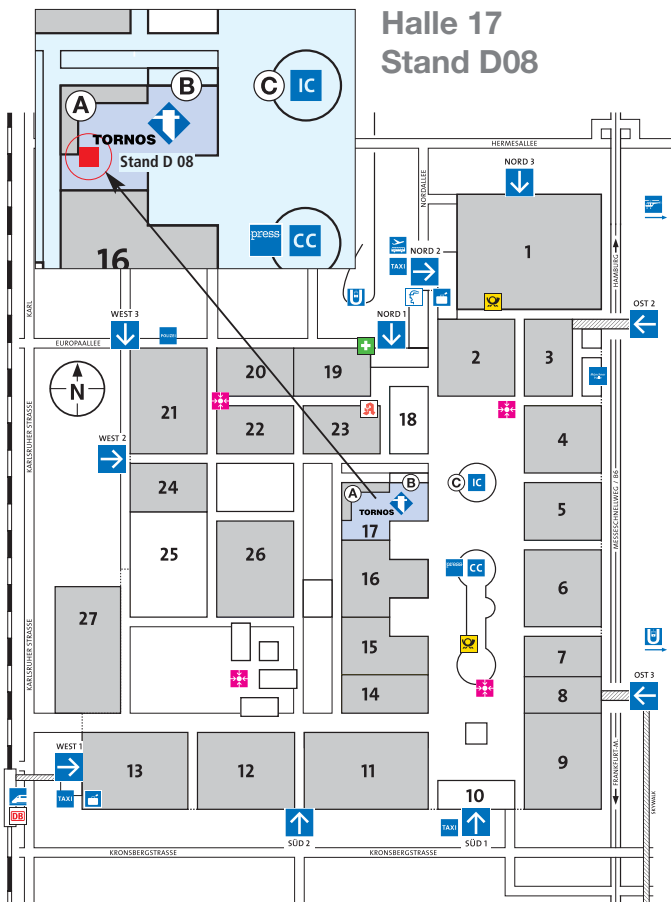 Halle 17
Stand D08
A
B
C
IC
TORNOS
Stand D 08
press
CC
16
HERMESALLEE
NORD 3
NORDALLEE
1
HAMBURG
NORD 2
TAXI
OST 2
WEST 3
KARL
POLIZEI
NORD 1
EUROPAALLEE
N
20
19
2
3
21
18
22
23
4
KARLSRUHER STRASSE
WEST 2
24
A
B
C
IC
TORNOS
17
5
MESSESCHNELLWEG / B6
25
26
16
press
CC
6
27
15
7
KARLSRUHER STRASSE
14
8
OST 3
WEST 1
13
12
11
9
10
FRANKFURT-M.
SKYWALK
TAXI
DB
TAXI
SÜD 2
SÜD 1
KRONSBERGSTRASSE
KRONSBERGSTRASSE